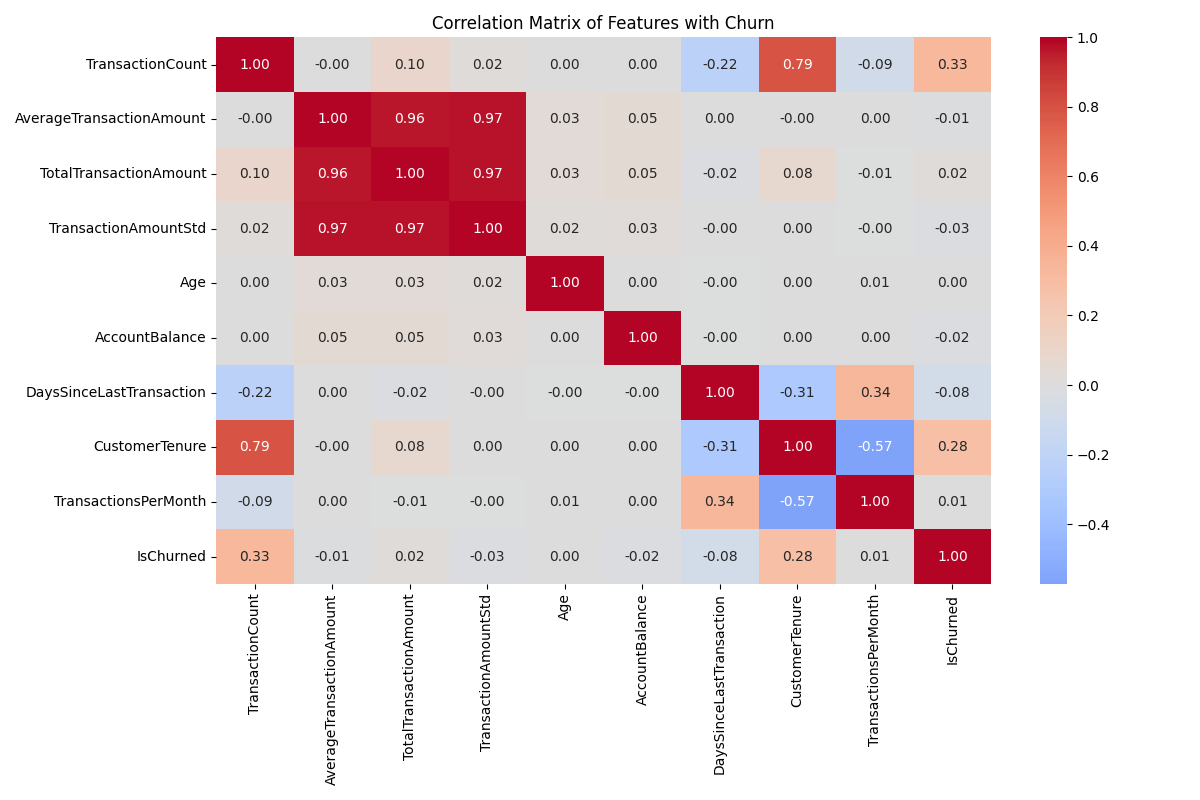 Correlation Matrix of Features with Churn
TransactionCount 1.00 -0.00 0.10 0.02 0.00 0.00 -0.22 0.79 -0.09 0.33
AverageTransactionAmount -0.00 1.00 0.96 0.97 0.03 0.05 0.00 -0.00 0.00 -0.01
TotalTransactionAmount 0.10 0.96 1.00 0.97 0.03 0.05 -0.02 0.08 -0.01 0.02
TransactionAmountStd 0.02 0.97 0.97 1.00 0.02 0.03 -0.00 0.00 -0.00 -0.03
Age 0.00 0.03 0.03 0.02 1.00 0.00 -0.00 0.00 0.01 0.00
AccountBalance 0.00 0.05 0.05 0.03 0.00 1.00 -0.00 0.00 0.00 -0.02
DaysSinceLastTransaction -0.22 0.00 -0.02 -0.00 -0.00 -0.00 1.00 -0.31 0.34 -0.08
CustomerTenure 0.79 -0.00 0.08 0.00 0.00 0.00 -0.31 1.00 -0.57 0.28
TransactionsPerMonth -0.09 0.00 -0.01 -0.00 0.01 0.00 0.34 -0.57 1.00 0.01
IsChurned 0.33 -0.01 0.02 -0.03 0.00 -0.02 -0.08 0.28 0.01 1.00
TransactionCount
AverageTransactionAmount
TotalTransactionAmount
TransactionAmountStd
Age
AccountBalance
DaysSinceLastTransaction
CustomerTenure
TransactionsPerMonth
IsChurned
1.0
0.8
0.6
0.4
0.2
0.0
−0.2
−0.4